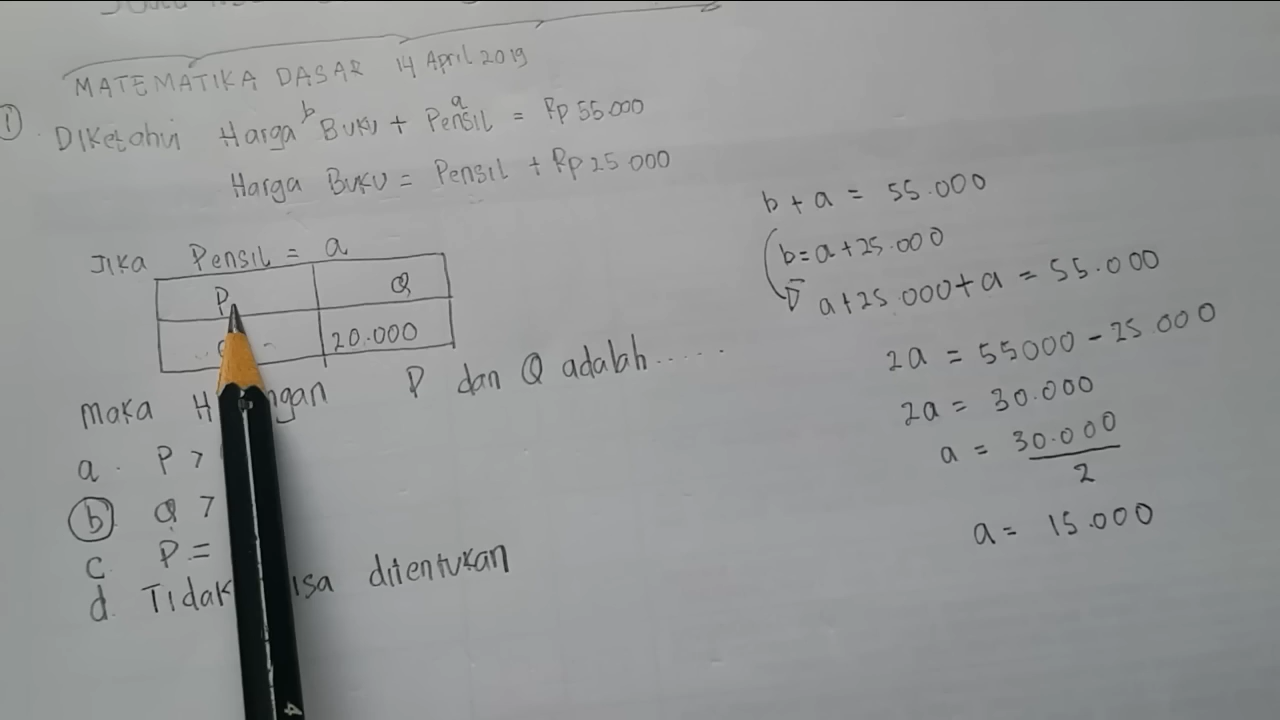 MATEMATIKA DASAR 14 April 2019
1
b a
DIKetahui Harga BUKU + Pensil = Rp 55.000
Harga BUKU = Pensil + Rp 25.000
JIKa Pensil = a
P Q
20.000
maka P dan Q adalah.....
a. P >
b Q >
c. P =
d. Tidak ditentukan
b + a = 55.000
b = a + 25.000
a + 25.000 + a = 55.000
2a = 55000 - 25.000
2a = 30.000
a = 30.000
2
a = 15.000
4